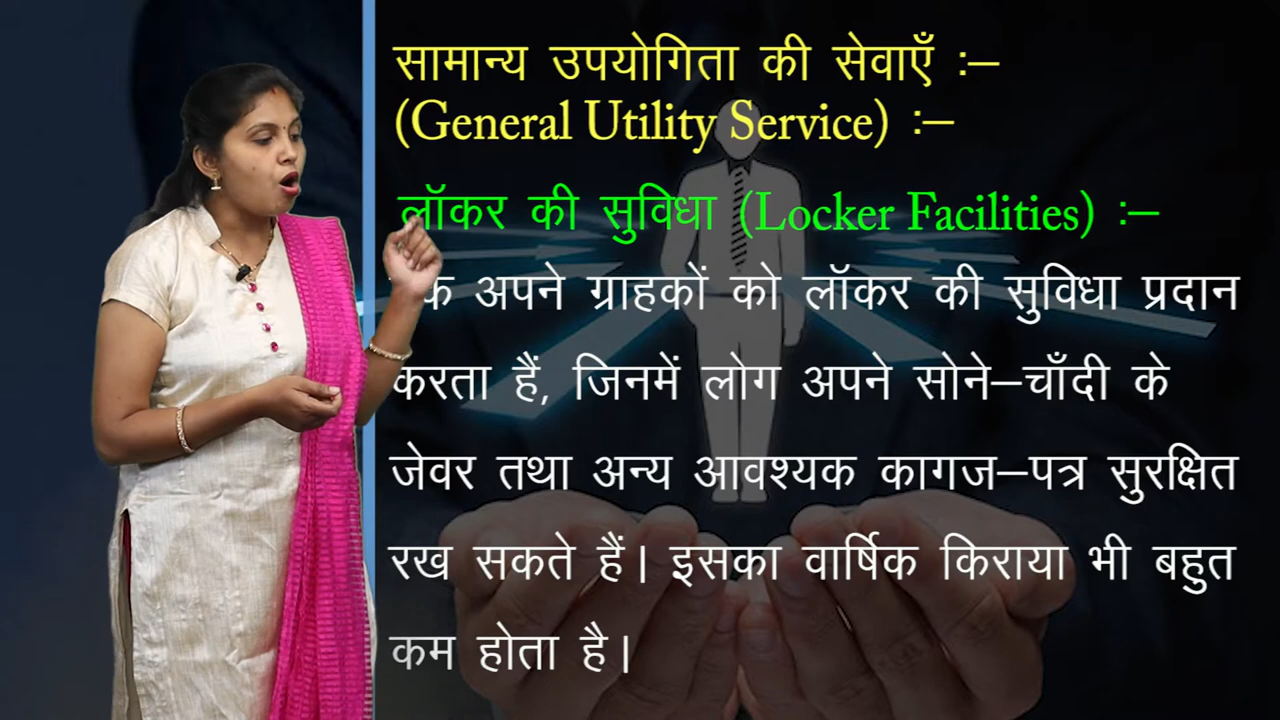 सामान्य उपयोगिता की सेवाएँ :–
(General Utility Service) :–
लॉकर की सुविधा (Locker Facilities) :–
अपने ग्राहकों को लॉकर की सुविधा प्रदान
करता हैं, जिनमें लोग अपने सोने–चाँदी के
जेवर तथा अन्य आवश्यक कागज–पत्र सुरक्षित
रख सकते हैं। इसका वार्षिक किराया भी बहुत
कम होता है।